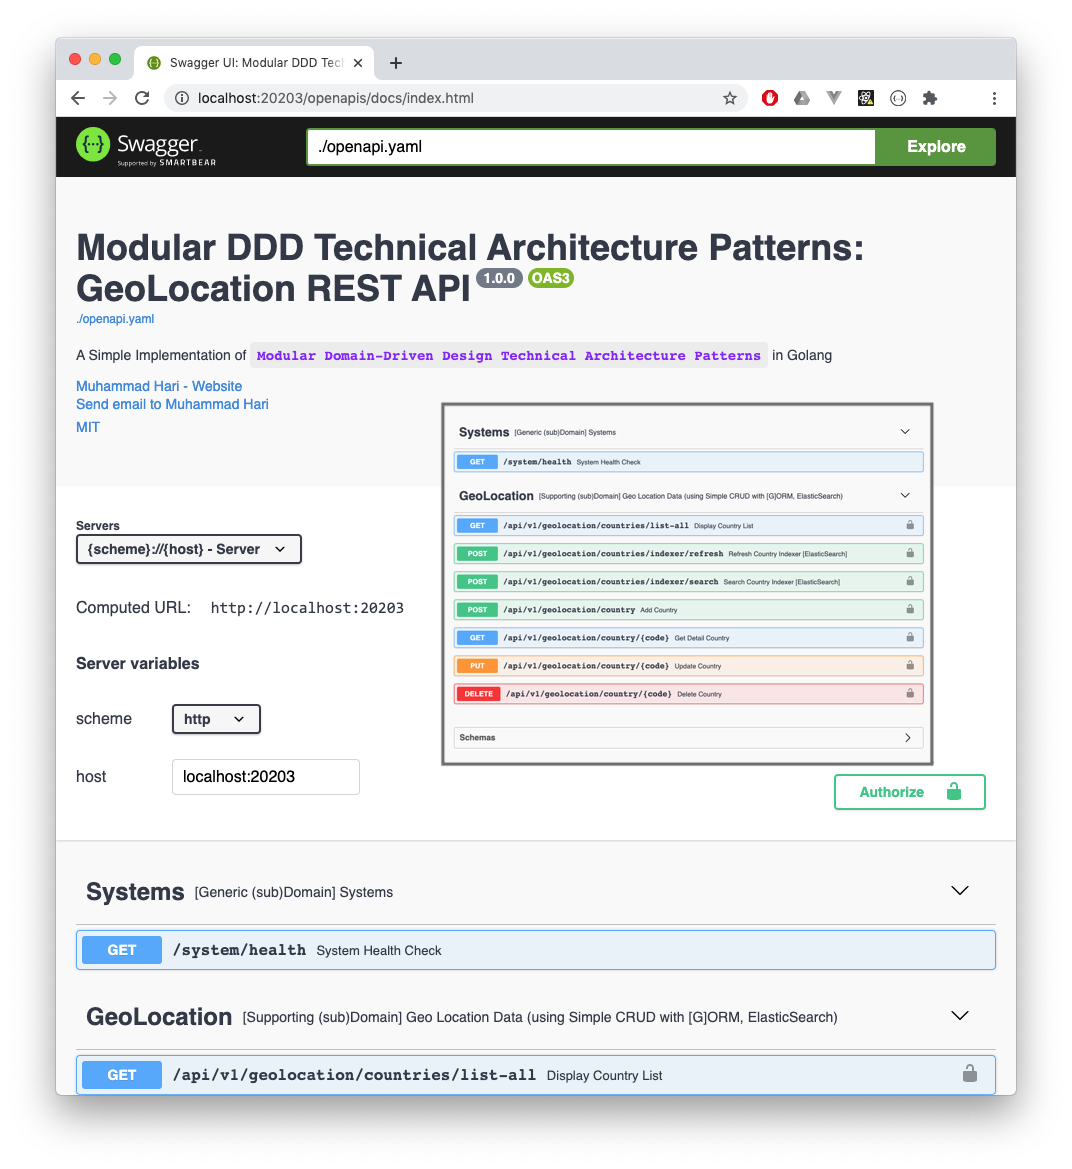 Swagger UI: Modular DDD Tec
localhost:20203/openapis/docs/index.html
Swagger
Supported by SMARTBEAR
./openapi.yaml
Explore
Modular DDD Technical Architecture Patterns:
GeoLocation REST API 1.0.0 OAS3
./openapi.yaml
A Simple Implementation of Modular Domain-Driven Design Technical Architecture Patterns in Golang
Muhammad Hari - Website
Send email to Muhammad Hari
MIT
Systems [Generic (sub)Domain] Systems
GET /system/health System Health Check
GeoLocation [Supporting (sub)Domain] Geo Location Data (using Simple CRUD with [G]ORM, ElasticSearch)
GET /api/v1/geolocation/countries/list-all Display Country List
POST /api/v1/geolocation/countries/indexer/refresh Refresh Country Indexer [ElasticSearch]
POST /api/v1/geolocation/countries/indexer/search Search Country Indexer [ElasticSearch]
POST /api/v1/geolocation/country Add Country
GET /api/v1/geolocation/country/{code} Get Detail Country
PUT /api/v1/geolocation/country/{code} Update Country
DELETE /api/v1/geolocation/country/{code} Delete Country
Schemas
Servers
{scheme}://{host} - Server
Computed URL: http://localhost:20203
Server variables
scheme http
host localhost:20203
Authorize
Systems [Generic (sub)Domain] Systems
GET /system/health System Health Check
GeoLocation [Supporting (sub)Domain] Geo Location Data (using Simple CRUD with [G]ORM, ElasticSearch)
GET /api/v1/geolocation/countries/list-all Display Country List